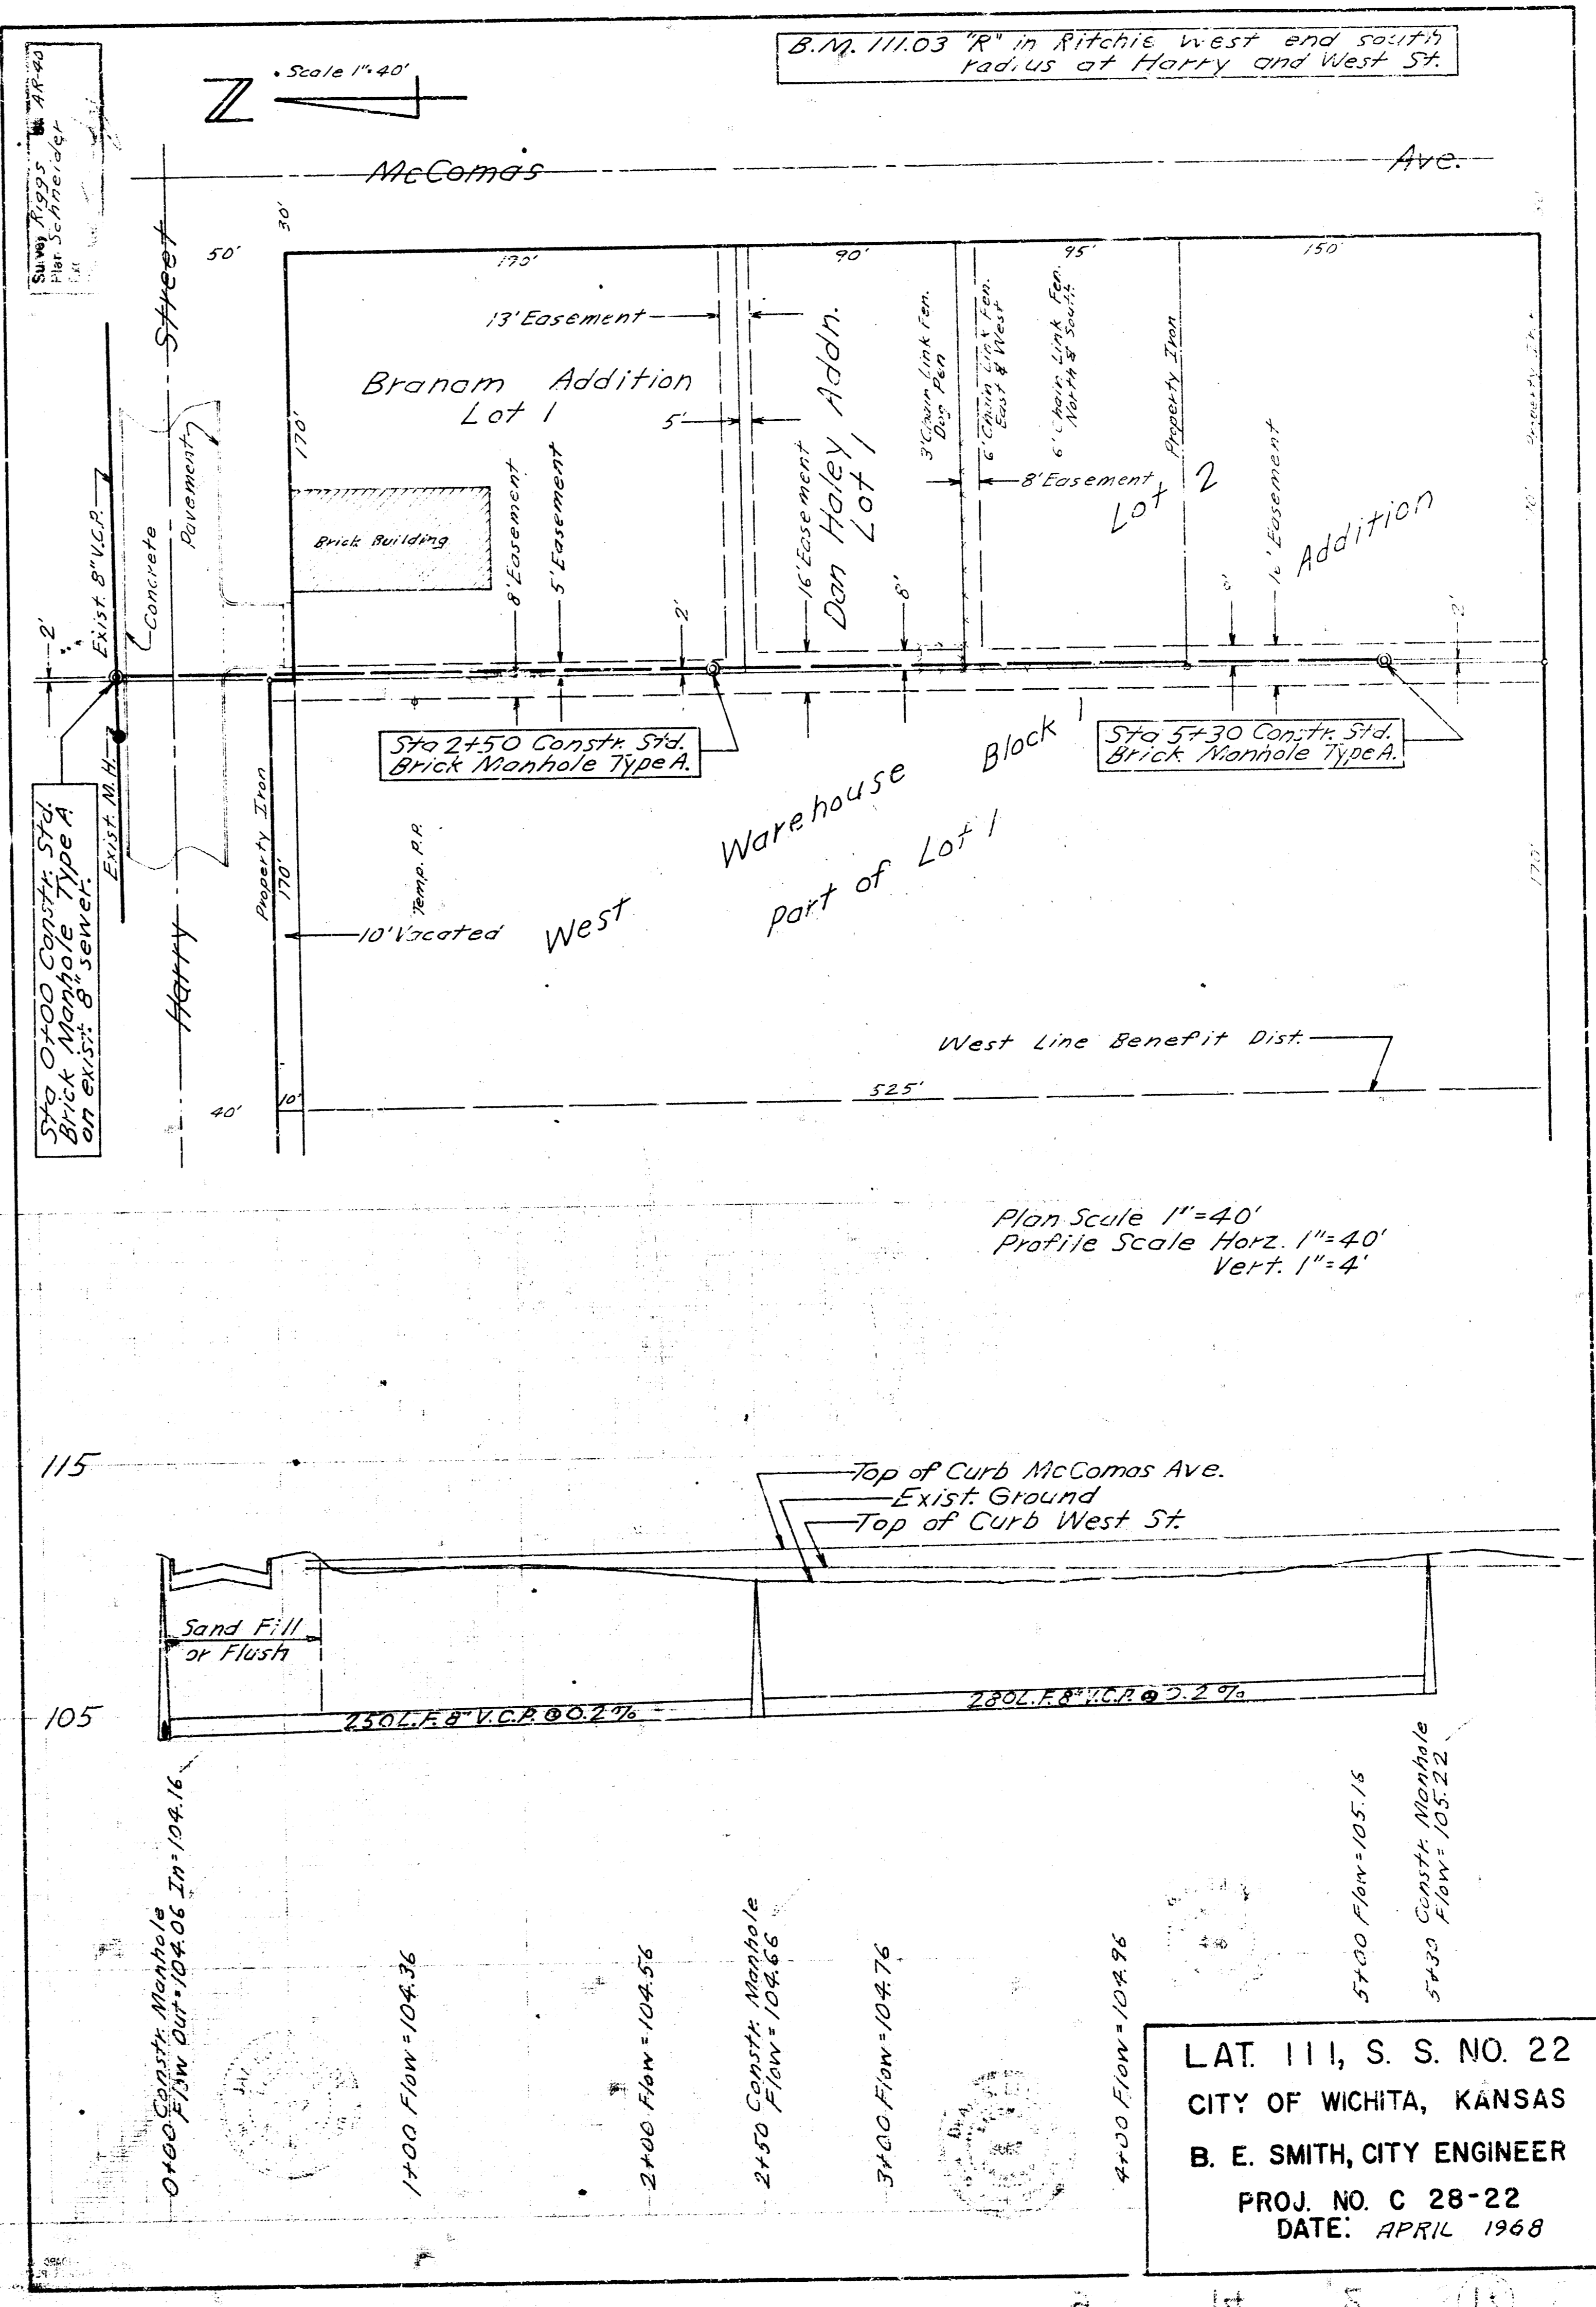 B.M. 111.03 "R" in Ritchie west end south
radius at Harry and West St.
Scale 1"=40'
N
Survey Riggs AR-40
Plat Schneider
McComas Ave.
Harry Street
50'
30'
170'
90'
95'
150'
13' Easement
Branam Addition
Lot 1
5'
170'
Brick Building
8' Easement
5' Easement
2'
16' Easement
Dan Haley Addn.
Lot 1
8'
3' Chain Link Fen.
Dog Pen
6' Chain Link Fen.
East & West
6' Chain Link Fen.
North & South
8' Easement
Property Iron
Lot 2
Addition
Easement
2'
Exist. 8" V.C.P.
Concrete
Pavement
2'
Sta 2+50 Constr. Std.
Brick Manhole Type A.
Sta 5+30 Constr. Std.
Brick Manhole Type A.
Sta 0+00 Constr. Std.
Brick Manhole Type A
on exist. 8" sewer.
Exist. M.H.
Property Iron
170'
Temp. P.P.
10' Vacated
West Warehouse Block 1
Part of Lot 1
170'
West Line Benefit Dist.
525'
40'
10'
Plan Scale 1"=40'
Profile Scale Horz. 1"=40'
Vert. 1"=4'
115
Top of Curb McComas Ave.
Exist. Ground
Top of Curb West St.
Sand Fill
or Flush
105
250 L.F. 8" V.C.P. @ 0.2%
280 L.F. 8" V.C.P. @ 0.2%
0+00 Constr. Manhole
Flow Out=104.06 In=104.16
1+00 Flow=104.36
2+00 Flow=104.56
2+50 Constr. Manhole
Flow=104.66
3+00 Flow=104.76
4+00 Flow=104.96
5+00 Flow=105.16
5+30 Constr. Manhole
Flow=105.22
LAT. 111, S. S. NO. 22
CITY OF WICHITA, KANSAS
B. E. SMITH, CITY ENGINEER
PROJ. NO. C 28-22
DATE: APRIL 1968